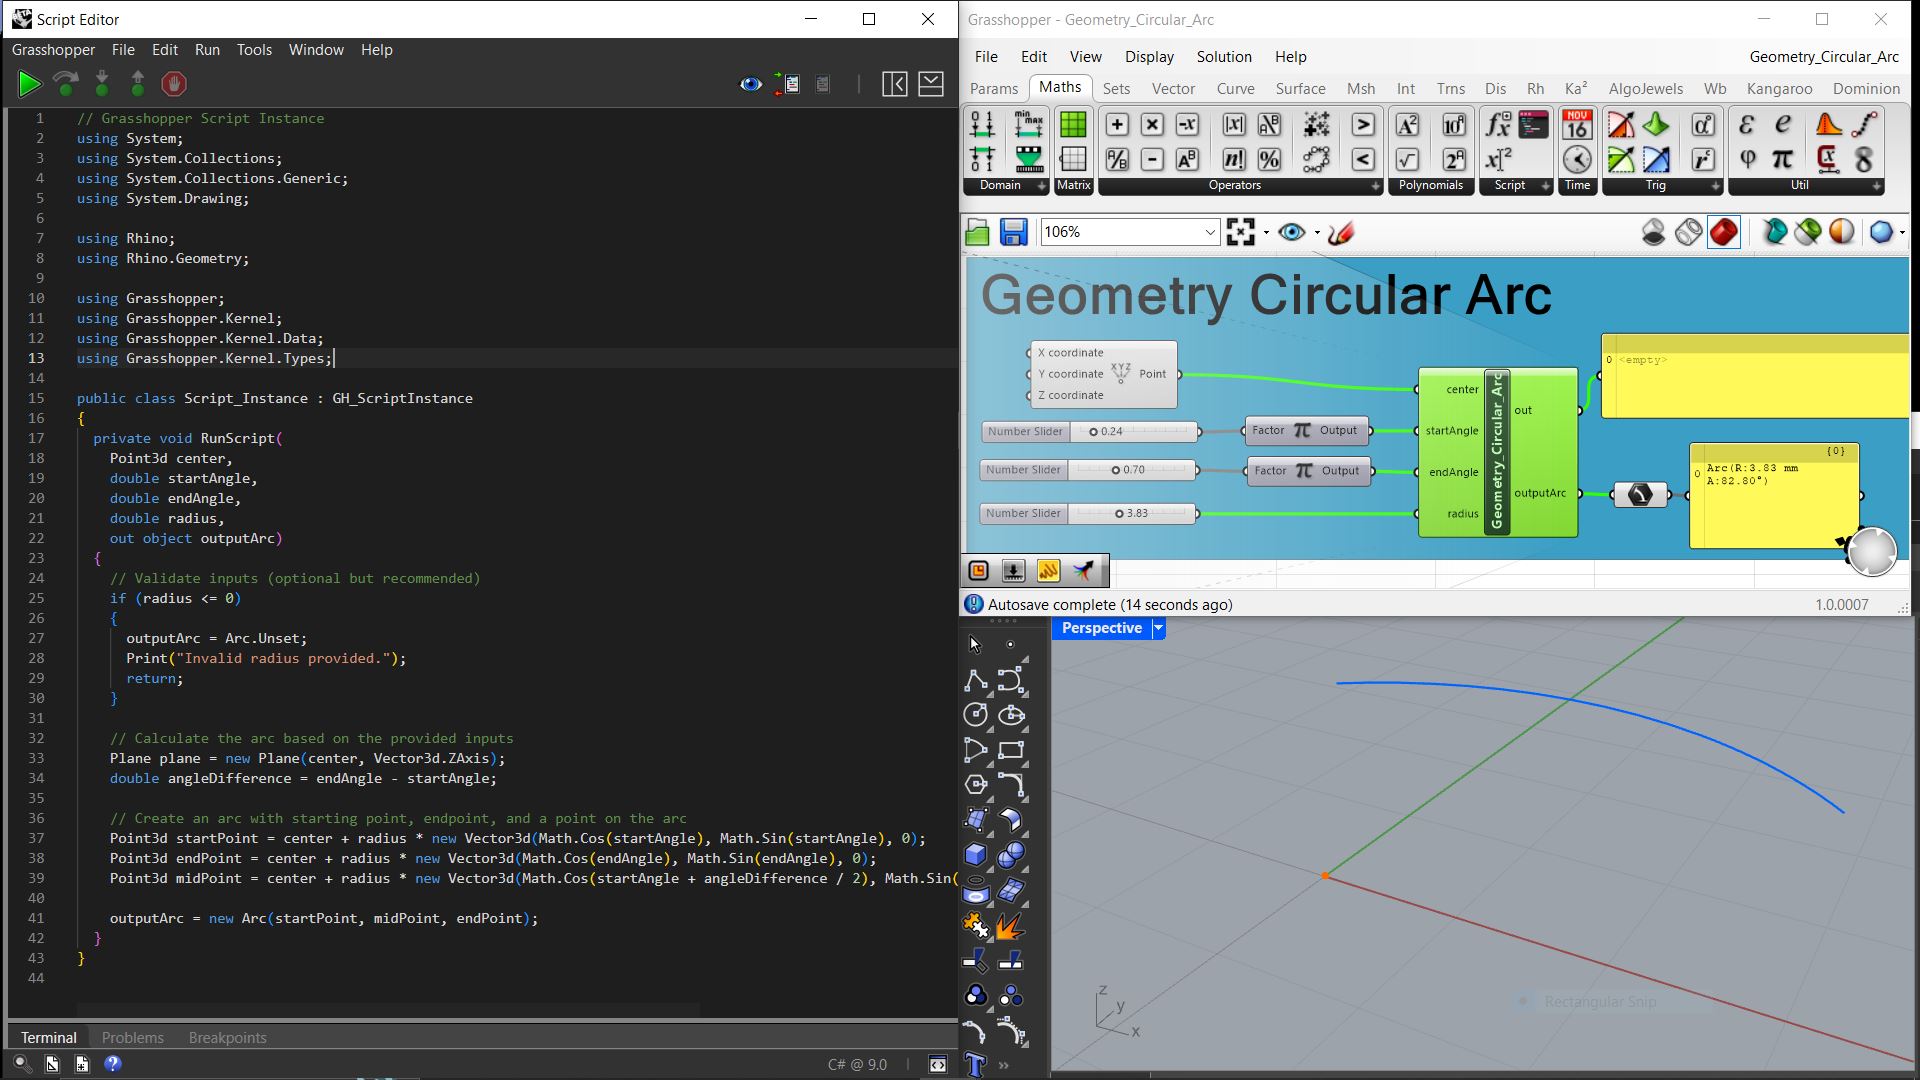 Script Editor
Grasshopper File Edit Run Tools Window Help
1 // Grasshopper Script Instance
2 using System;
3 using System.Collections;
4 using System.Collections.Generic;
5 using System.Drawing;
6
7 using Rhino;
8 using Rhino.Geometry;
9
10 using Grasshopper;
11 using Grasshopper.Kernel;
12 using Grasshopper.Kernel.Data;
13 using Grasshopper.Kernel.Types;
14
15 public class Script_Instance : GH_ScriptInstance
16 {
17 private void RunScript(
18 Point3d center,
19 double startAngle,
20 double endAngle,
21 double radius,
22 out object outputArc)
23 {
24 // Validate inputs (optional but recommended)
25 if (radius <= 0)
26 {
27 outputArc = Arc.Unset;
28 Print("Invalid radius provided.");
29 return;
30 }
31
32 // Calculate the arc based on the provided inputs
33 Plane plane = new Plane(center, Vector3d.ZAxis);
34 double angleDifference = endAngle - startAngle;
35
36 // Create an arc with starting point, endpoint, and a point on the arc
37 Point3d startPoint = center + radius * new Vector3d(Math.Cos(startAngle), Math.Sin(startAngle), 0);
38 Point3d endPoint = center + radius * new Vector3d(Math.Cos(endAngle), Math.Sin(endAngle), 0);
39 Point3d midPoint = center + radius * new Vector3d(Math.Cos(startAngle + angleDifference / 2), Math.Sin(
40
41 outputArc = new Arc(startPoint, midPoint, endPoint);
42 }
43 }
44
Terminal Problems Breakpoints
C# @ 9.0
Grasshopper - Geometry_Circular_Arc
File Edit View Display Solution Help Geometry_Circular_Arc
Params Maths Sets Vector Curve Surface Msh Int Trns Dis Rh Ka² AlgoJewels Wb Kangaroo Dominion
Domain Matrix Operators Polynomials Script Time Trig Util
NOV
16
106%
Geometry Circular Arc
X coordinate
Y coordinate XYZ Point
Z coordinate
Number Slider 0.24
Factor π Output
Number Slider 0.70
Factor π Output
Number Slider 3.83
center
startAngle
endAngle
radius
Geometry_Circular_Arc
out
outputArc
0 <empty>
{0}
0 Arc(R:3.83 mm
A:82.80°)
Autosave complete (14 seconds ago) 1.0.0007
Perspective
z
y
x
Rectangular Snip